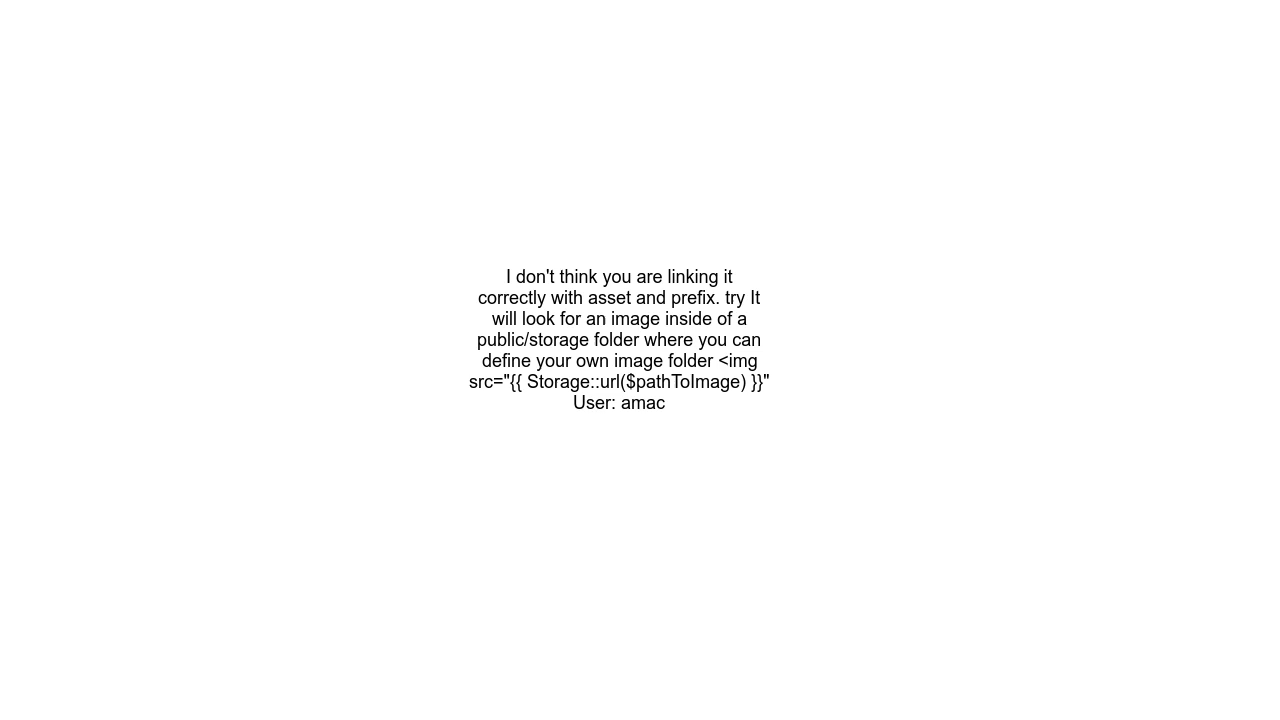 I don't think you are linking it
correctly with asset and prefix. try It
will look for an image inside of a
public/storage folder where you can
define your own image folder <img
src="{{ Storage::url($pathToImage) }}"
User: amac